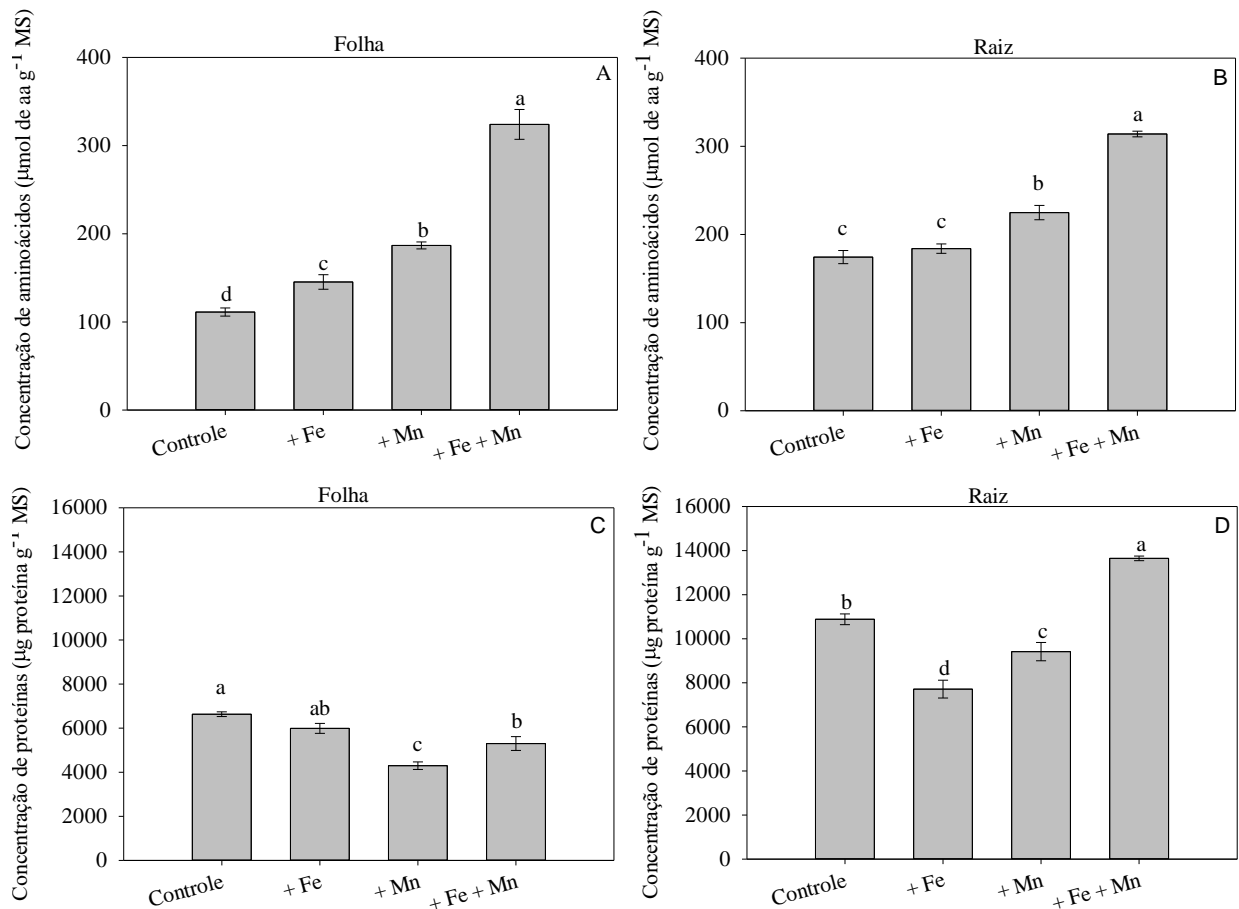 Folha
A
Concentração de aminoácidos (µmol de aa g⁻¹ MS)
400
300
200
100
0
d
c
b
a
Controle
+ Fe
+ Mn
+ Fe + Mn
Raiz
B
Concentração de aminoácidos (µmol de aa g⁻¹ MS)
400
300
200
100
0
c
c
b
a
Controle
+ Fe
+ Mn
+ Fe + Mn
Folha
C
Concentração de proteínas (µg proteína g⁻¹ MS)
16000
14000
12000
10000
8000
6000
4000
2000
0
a
ab
c
b
Controle
+ Fe
+ Mn
+ Fe + Mn
Raiz
D
Concentração de proteínas (µg proteína g⁻¹ MS)
16000
14000
12000
10000
8000
6000
4000
2000
0
b
d
c
a
Controle
+ Fe
+ Mn
+ Fe + Mn